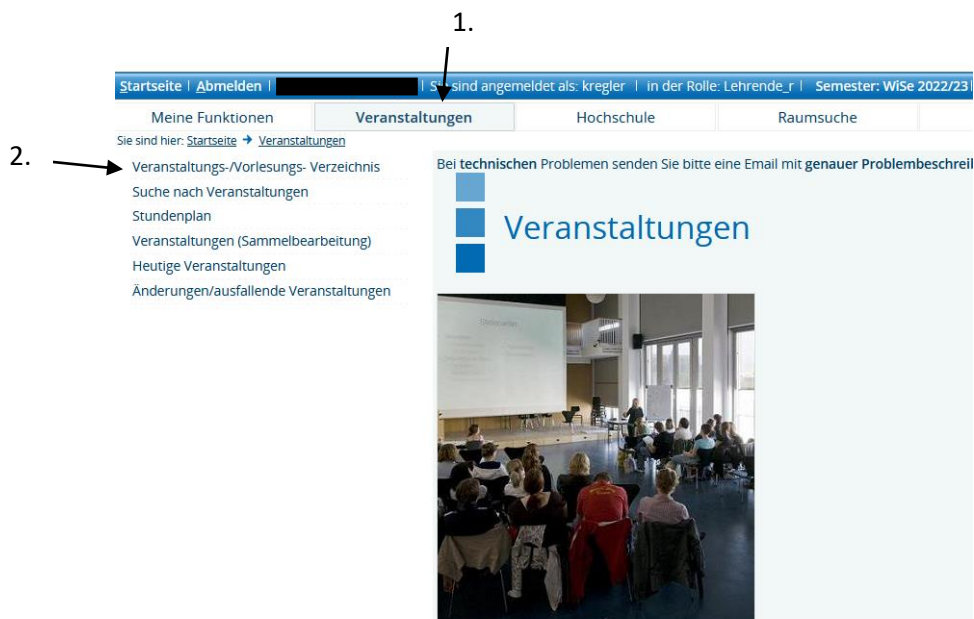 1.
Startseite | Abmelden | | Sie sind angemeldet als: kregler | in der Rolle: Lehrende_r | Semester: WiSe 2022/23 |
Meine Funktionen Veranstaltungen Hochschule Raumsuche
Sie sind hier: Startseite → Veranstaltungen
2.
Veranstaltungs-/Vorlesungs- Verzeichnis
Bei technischen Problemen senden Sie bitte eine Email mit genauer Problembeschreib
Suche nach Veranstaltungen
Stundenplan
Veranstaltungen (Sammelbearbeitung)
Heutige Veranstaltungen
Änderungen/ausfallende Veranstaltungen
Veranstaltungen